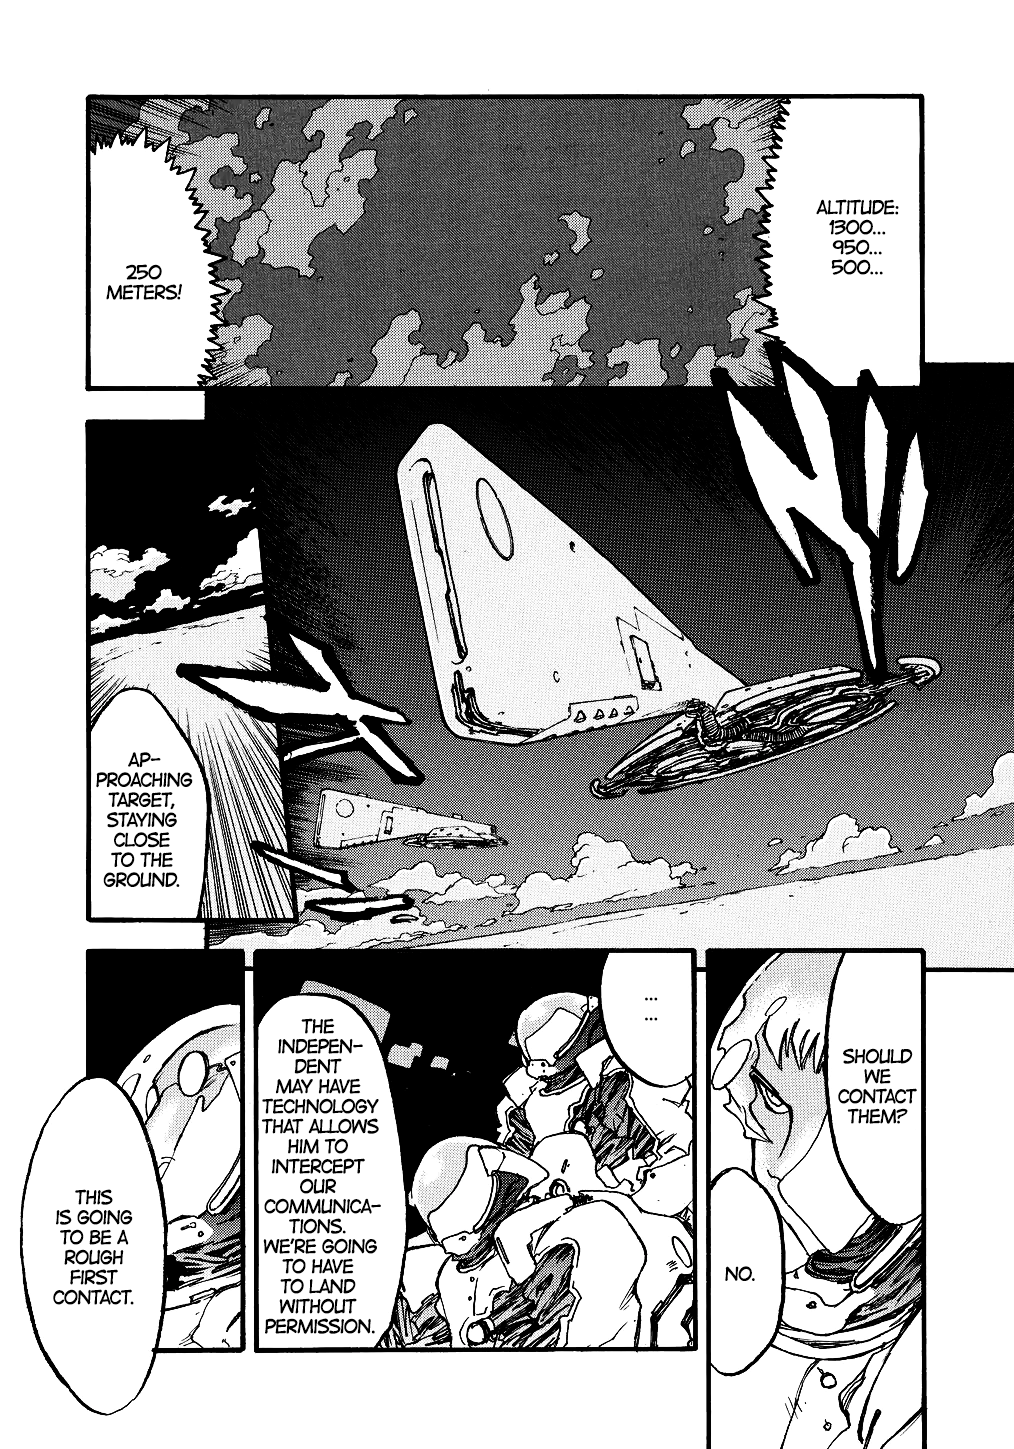 ALTITUDE:
1300...
950...
500...
250
METERS!
AP-
PROACHING
TARGET,
STAYING
CLOSE
TO THE
GROUND.
SHOULD
WE
CONTACT
THEM?
NO.
...
...
THE
INDEPEN-
DENT
MAY HAVE
TECHNOLOGY
THAT ALLOWS
HIM TO
INTERCEPT
OUR
COMMUNICA-
TIONS.
WE'RE GOING
TO HAVE
TO LAND
WITHOUT
PERMISSION.
THIS
IS GOING
TO BE A
ROUGH
FIRST
CONTACT.